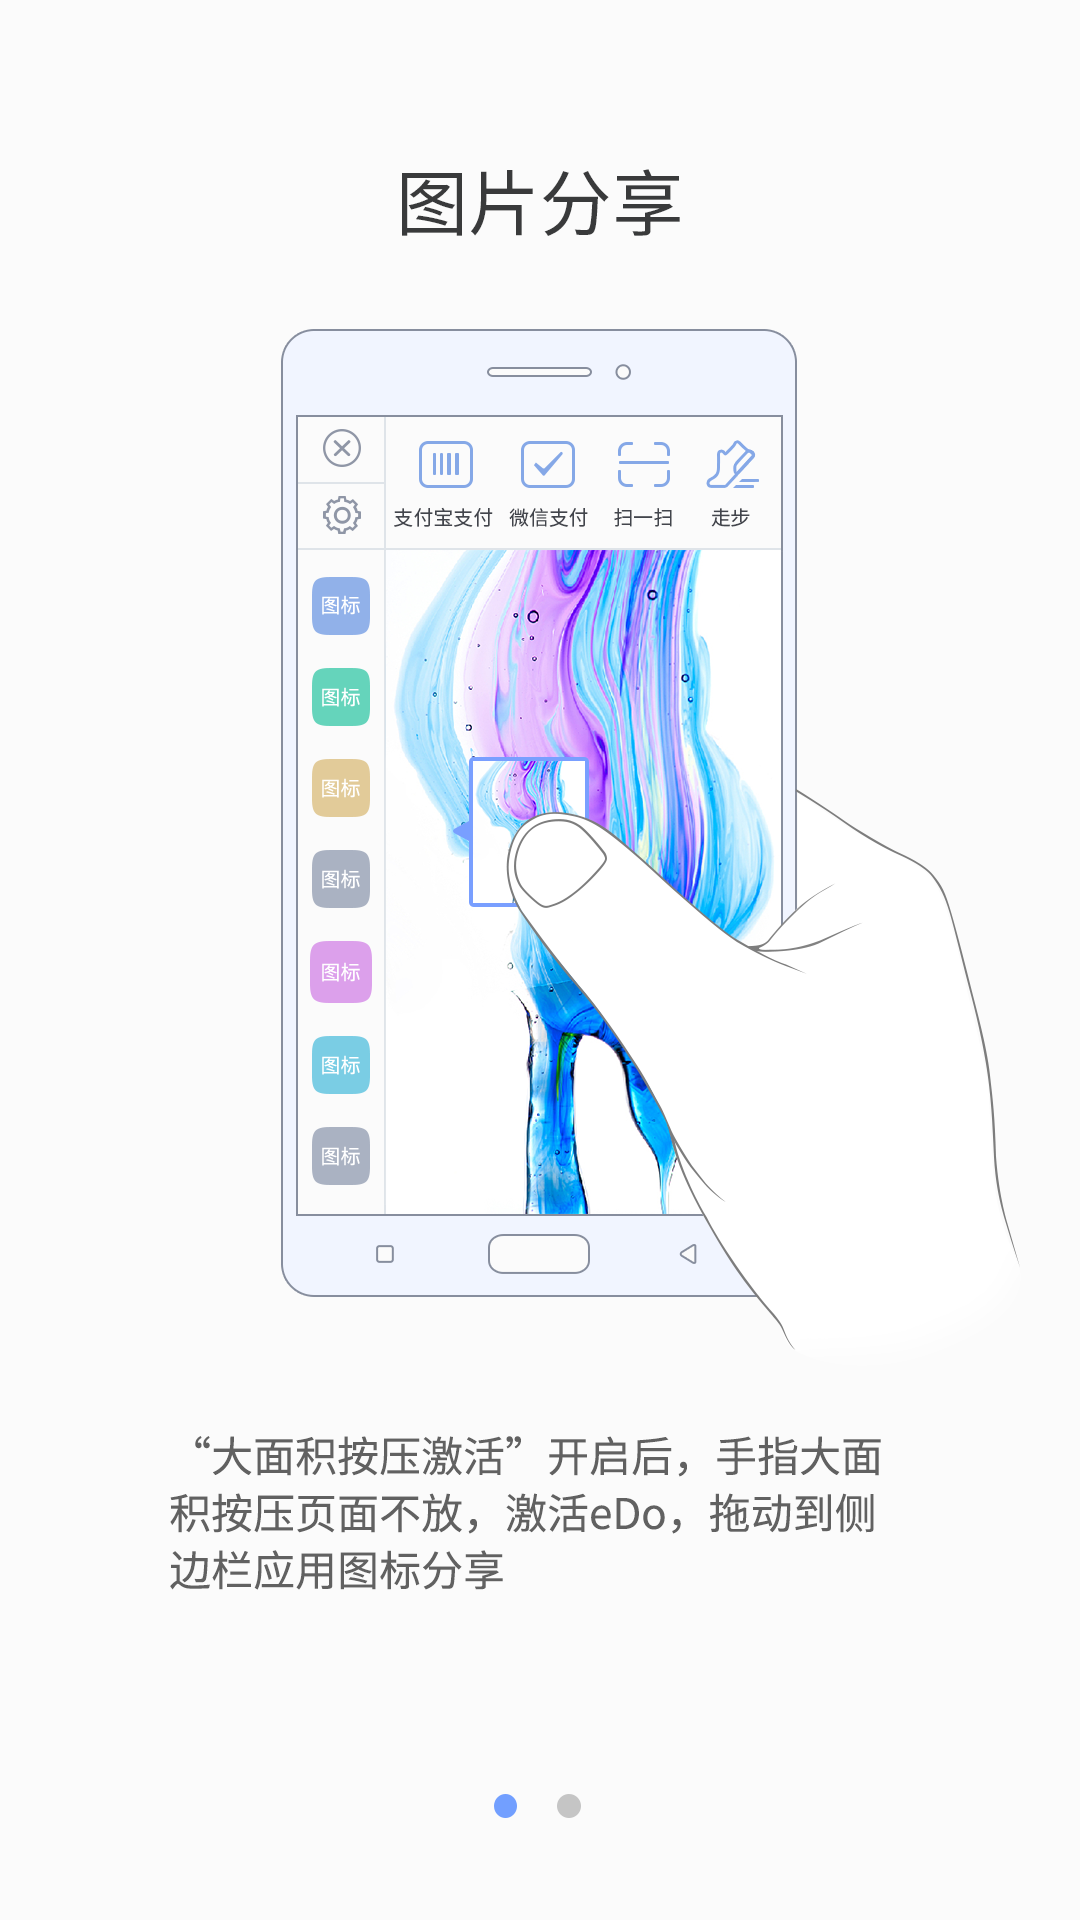 图片分享
支付宝支付 微信支付 扫一扫 走步
图标
图标
图标
图标
图标
图标
图标
“大面积按压激活”开启后，手指大面
积按压页面不放，激活eDo，拖动到侧
边栏应用图标分享